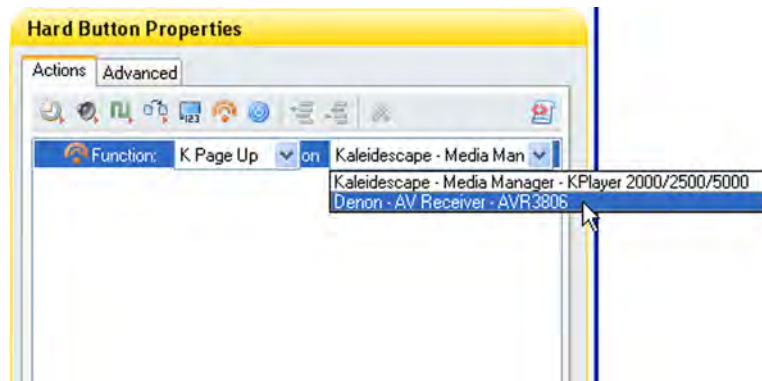 Hard Button Properties
Actions Advanced
123
Function: K Page Up on Kaleidescape - Media Man
Kaleidescape - Media Manager - KPlayer 2000/2500/5000
Denon - AV Receiver - AVR3806